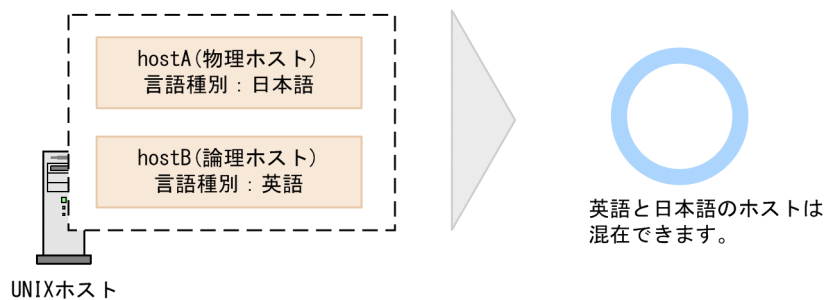 hostA(物理ホスト)
言語種別：日本語
hostB(論理ホスト)
言語種別：英語
UNIXホスト
英語と日本語のホストは
混在できます。